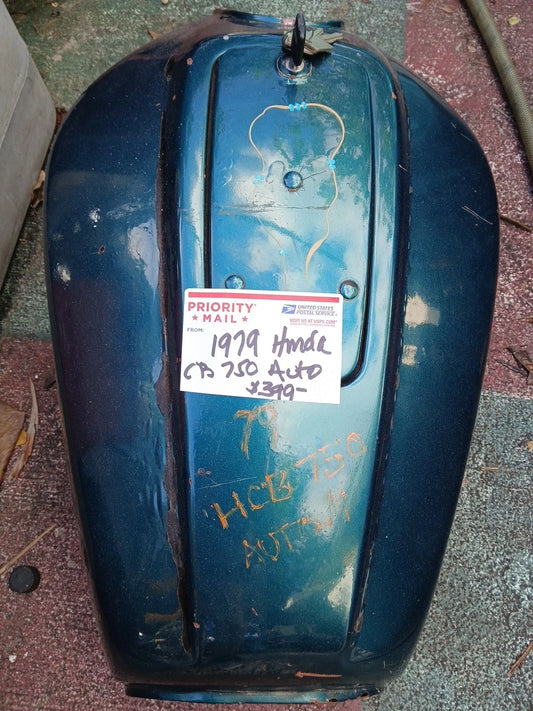 PRIORITY
★ MAIL ★
UNITED STATES
POSTAL SERVICE
VISIT US AT USPS.COM
FROM:
1979 Honda
CB 750 Auto
$399-
79
HCB 750